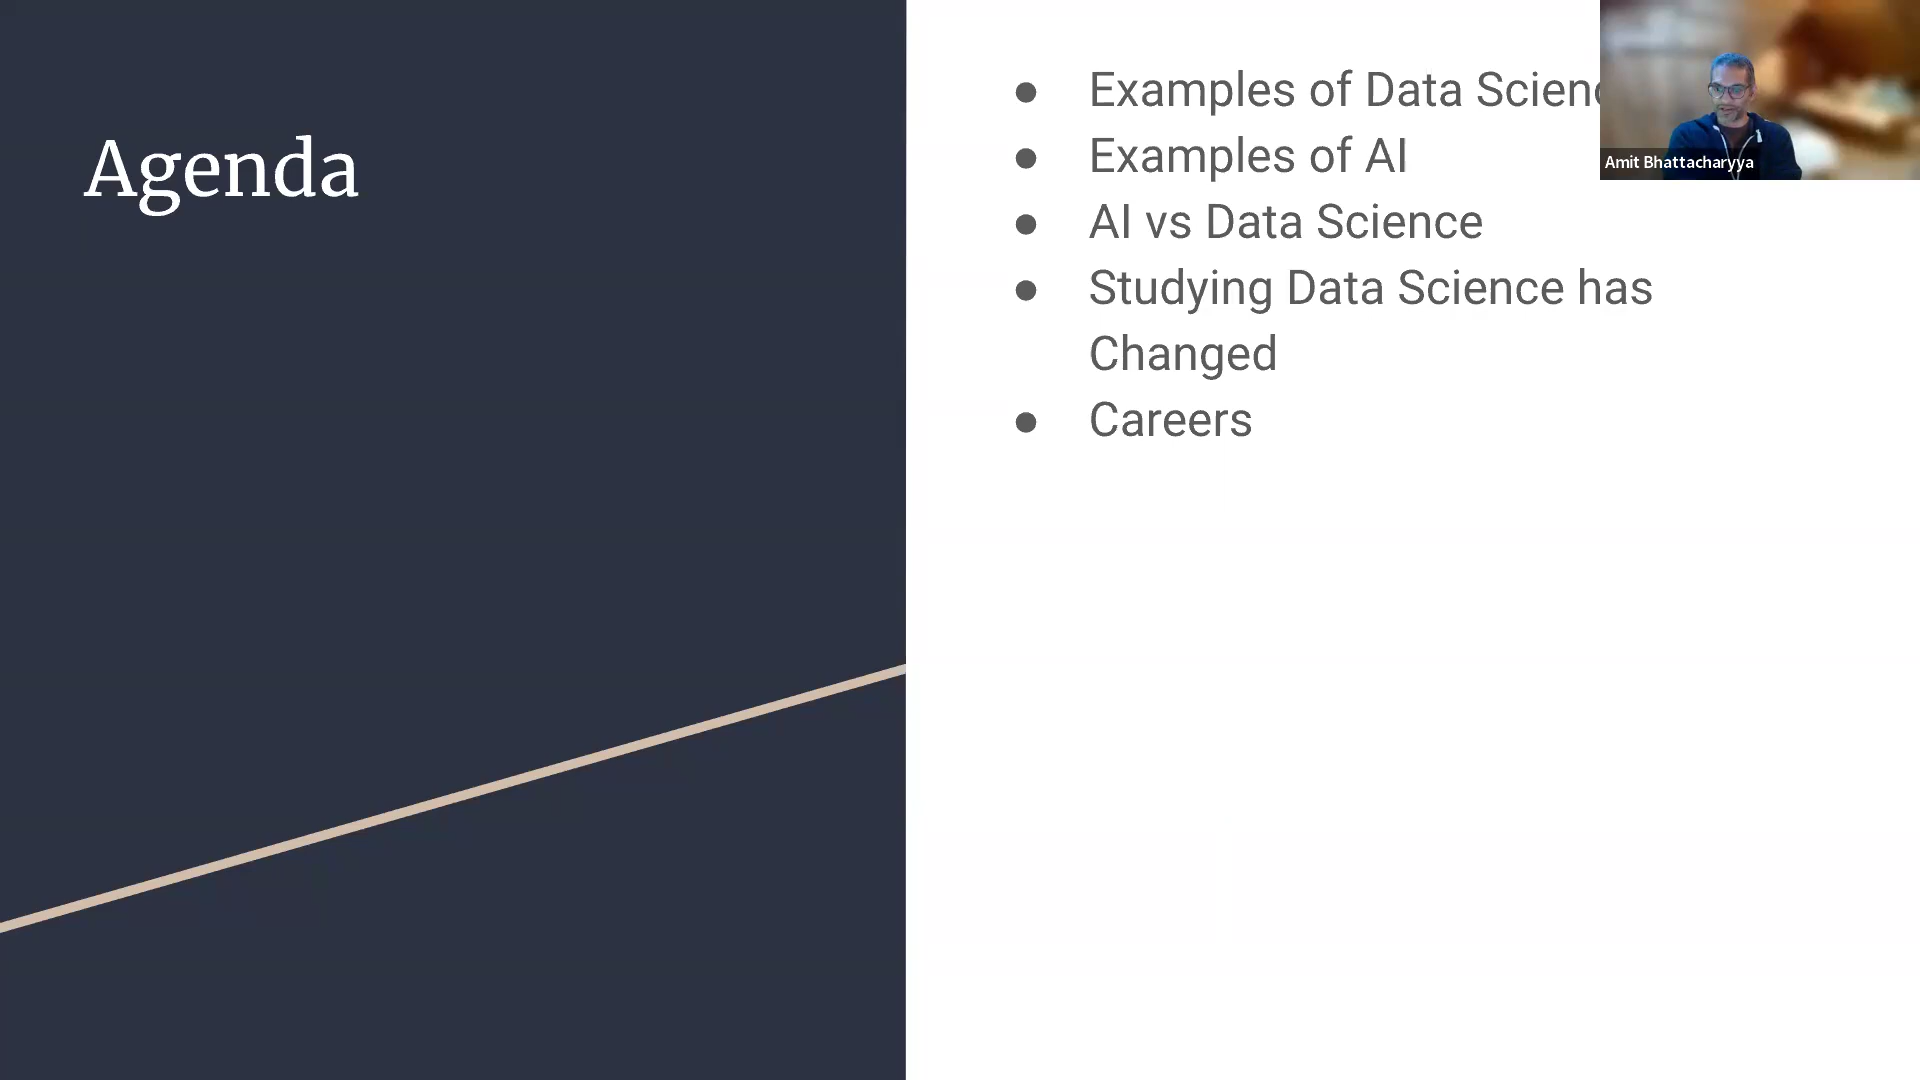 Agenda
● Examples of Data Scien
● Examples of AI
● AI vs Data Science
● Studying Data Science has
Changed
● Careers
Amit Bhattacharyya